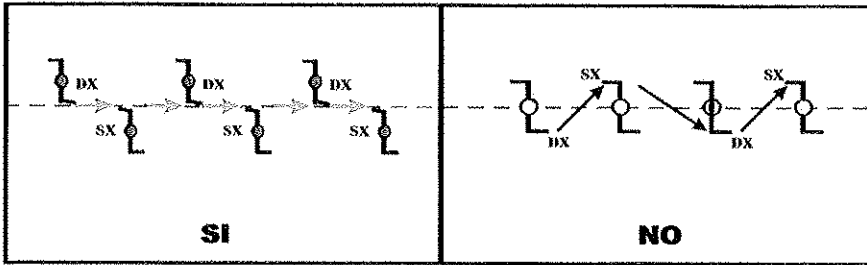 DX DX DX
SX SX SX
SI
SX SX
DX DX
NO